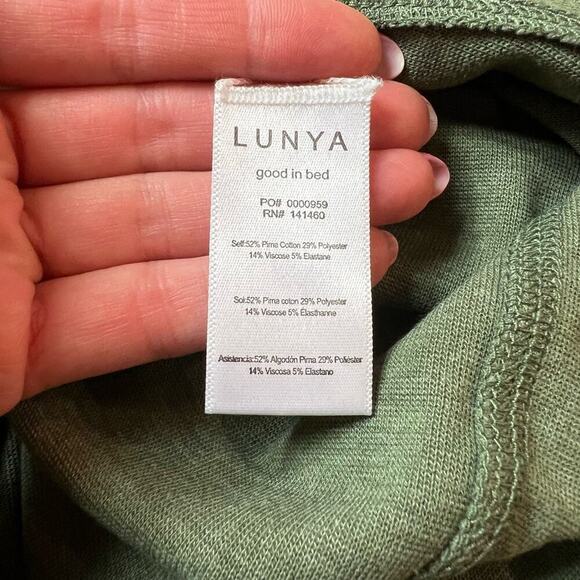 LUNYA
good in bed
PO# 0000959
RN# 141460
Self:52% Pima Cotton 29% Polyester
14% Viscose 5% Elastane
Soi:52% Pima coton 29% Polyester
14% Viscose 5% Élasthanne
Asistencia:52% Algodón Pima 29% Poliéster
14% Viscosa 5% Elastano